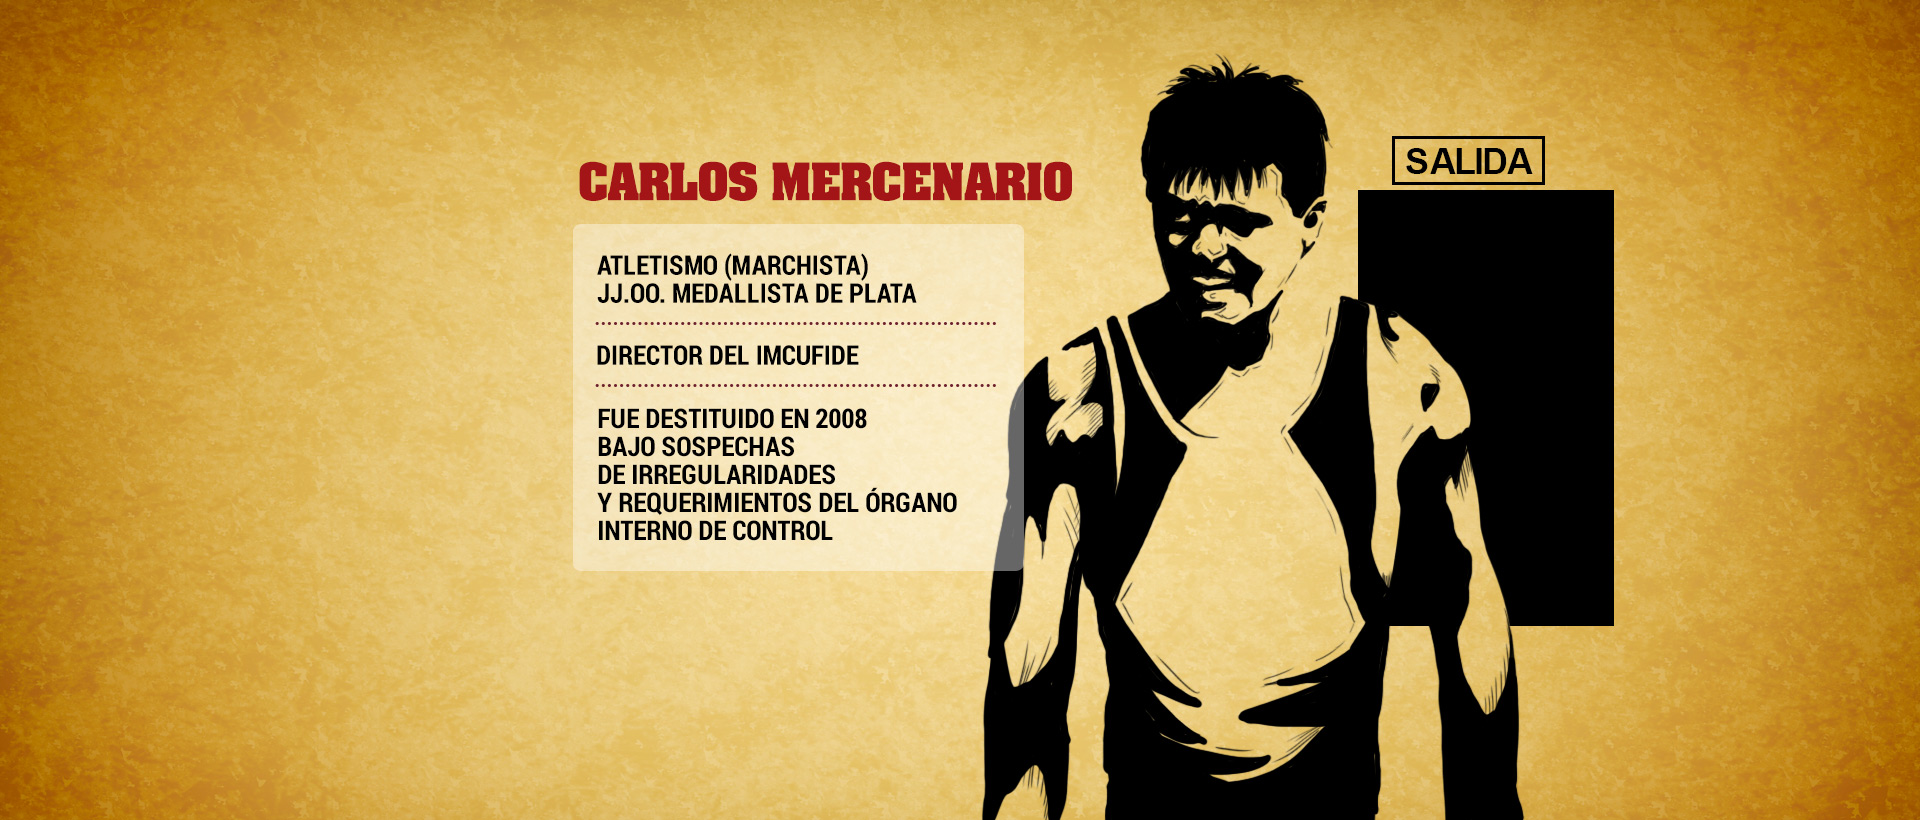 CARLOS MERCENARIO
ATLETISMO (MARCHISTA)
JJ.OO. MEDALLISTA DE PLATA
DIRECTOR DEL IMCUFIDE
FUE DESTITUIDO EN 2008
BAJO SOSPECHAS
DE IRREGULARIDADES
Y REQUERIMIENTOS DEL ÓRGANO
INTERNO DE CONTROL
SALIDA